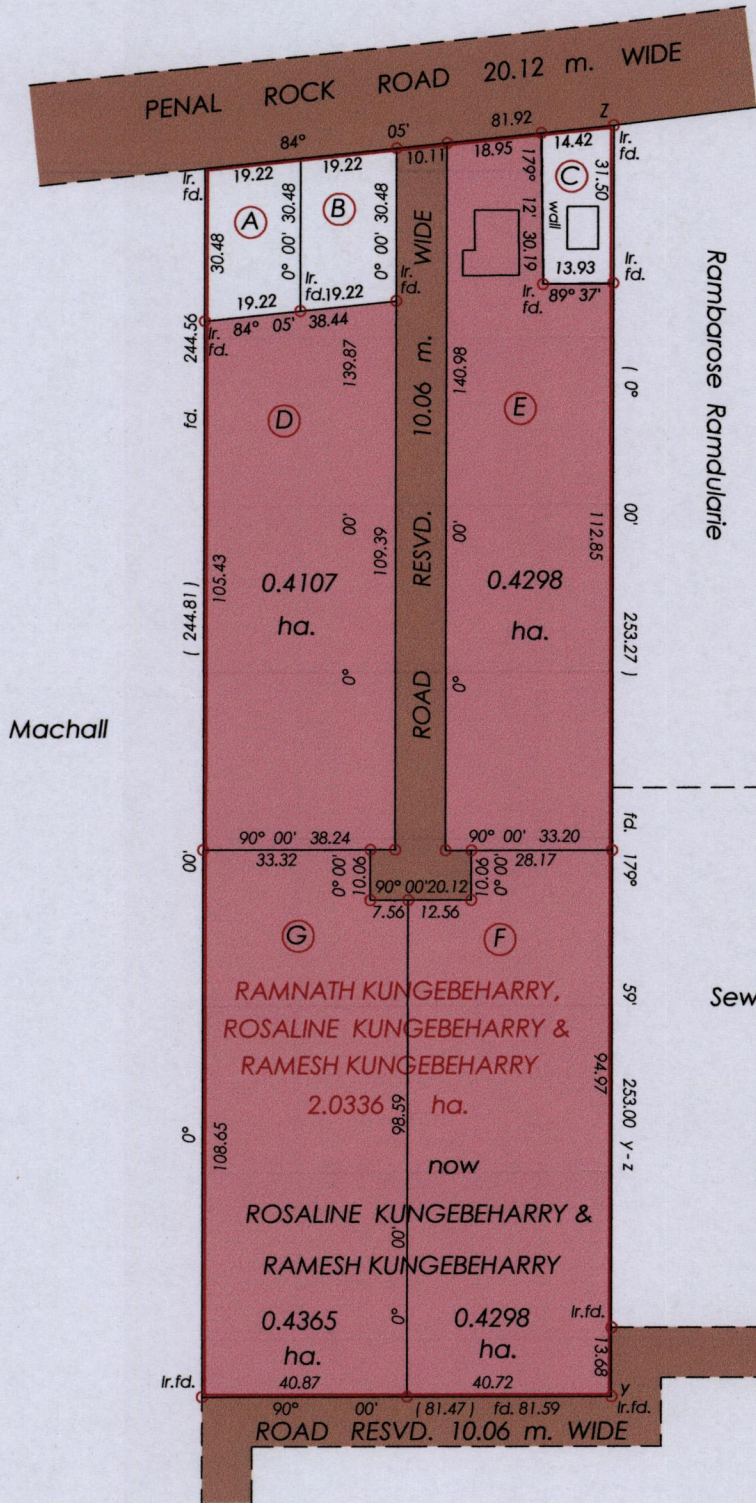 PENAL ROCK ROAD 20.12 m. WIDE
84° 05' 81.92 Z
19.22 19.22 10.11 18.95 14.42
Ir. fd.
Ir. fd.
A
B
C
30.48
0° 00' 30.48
0° 00' 30.48
179° 12' 30.19
wall
31.50
13.93
89° 37'
Ir. fd.
Ir. fd.
Ir. fd.
Ir. fd.
Ir. fd.
19.22
19.22
84° 05' 38.44
ROAD RESVD. 10.06 m. WIDE
Rambarose Ramdularie
0° 00' fd. 244.56
( 244.81 )
105.43
D
0.4107
ha.
0° 00' 139.87
109.39
0° 00' 140.98
E
0.4298
ha.
112.85
( 0° 00' 253.27 )
Machall
90° 00' 38.24
33.32
0° 00'
10.06
90° 00' 20.12
7.56 12.56
10.06
0° 00'
90° 00' 33.20
28.17
G
F
fd. 179° 59' 253.00 y-z
Sew
RAMNATH KUNGEBEHARRY,
ROSALINE KUNGEBEHARRY &
RAMESH KUNGEBEHARRY
2.0336 ha.
now
ROSALINE KUNGEBEHARRY &
RAMESH KUNGEBEHARRY
108.65
0° 00' 98.59
94.97
0.4365
ha.
0.4298
ha.
Ir.fd.
13.68
Ir.fd.
40.87
40.72
y
Ir.fd.
90° 00' ( 81.47 ) fd. 81.59
ROAD RESVD. 10.06 m. WIDE